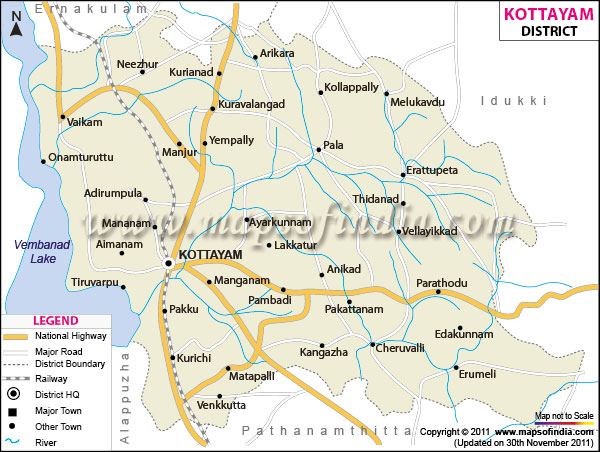 Ernakulam
N
KOTTAYAM
DISTRICT
Arikara
Neezhur
Kurianad
Kollappally
Melukavdu
Idukki
Kuravalangad
Vaikam
Yempally
Manjur
Pala
Onamturuttu
Erattupeta
Adirumpula
Thidanad
www.mapsofindia.com
Mananam
Ayarkunnam
Vellayikkad
Vembanad
Lake
Almanam
Lakkatur
KOTTAYAM
Anikad
Tiruvarpu
Manganam
Parathodu
Pambadi
Pakattanam
Pakku
Edakunnam
Kurichi
Kangazha
Cheruvalli
Matapalli
Erumeli
Venkkutta
Alappuzha
Pathanamthitta
LEGEND
National Highway
Major Road
District Boundary
Railway
District HQ
Major Town
Other Town
River
Map not to Scale
Copyright © 2011 www.mapsofindia.com
(Updated on 30th November 2011)